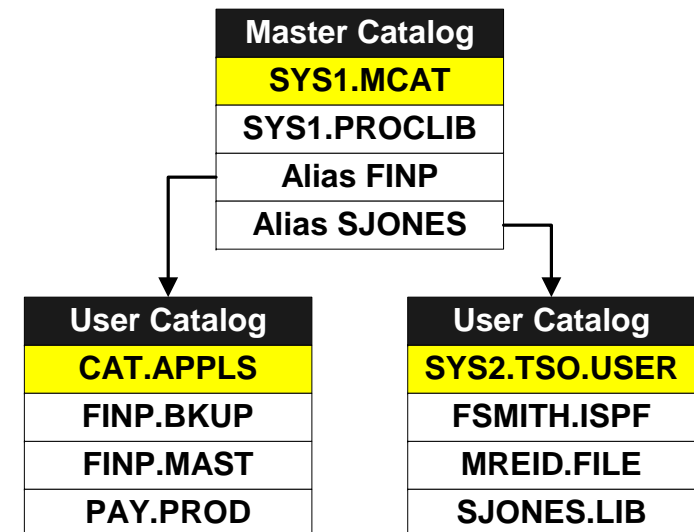 Master Catalog
SYS1.MCAT
SYS1.PROCLIB
Alias FINP
Alias SJONES
User Catalog
CAT.APPLS
FINP.BKUP
FINP.MAST
PAY.PROD
User Catalog
SYS2.TSO.USER
FSMITH.ISPF
MREID.FILE
SJONES.LIB